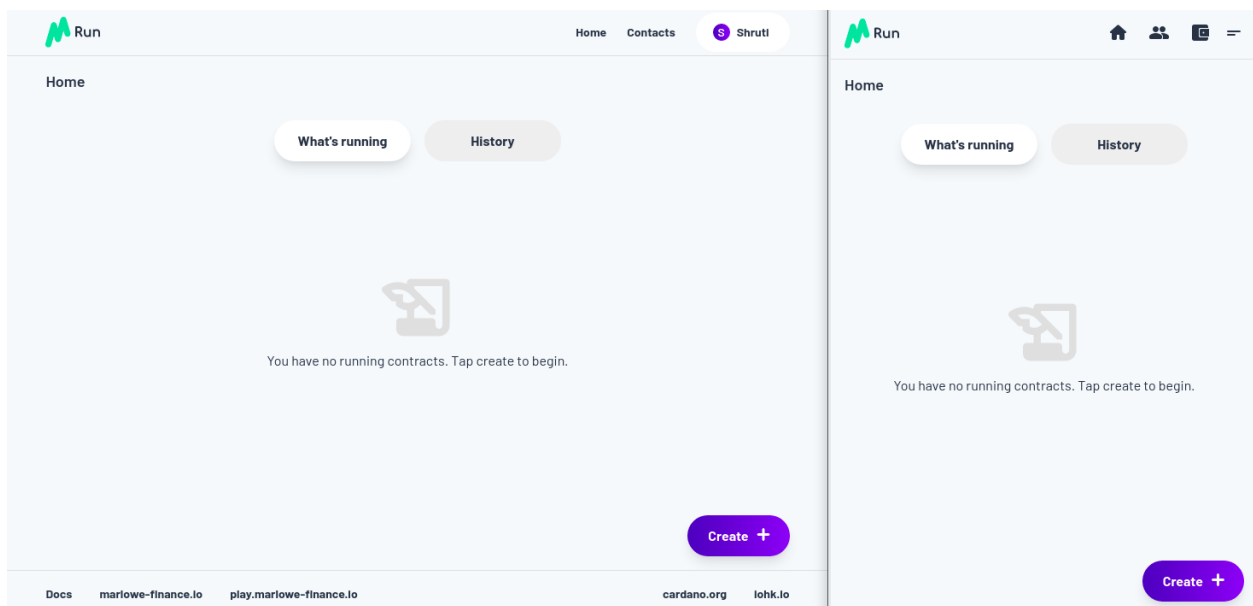 Run
Home Contacts S Shruti
Home
What's running History
You have no running contracts. Tap create to begin.
Create +
Docs marlowe-finance.io play.marlowe-finance.io cardano.org iohk.io
Run
Home
What's running History
You have no running contracts. Tap create to begin.
Create +